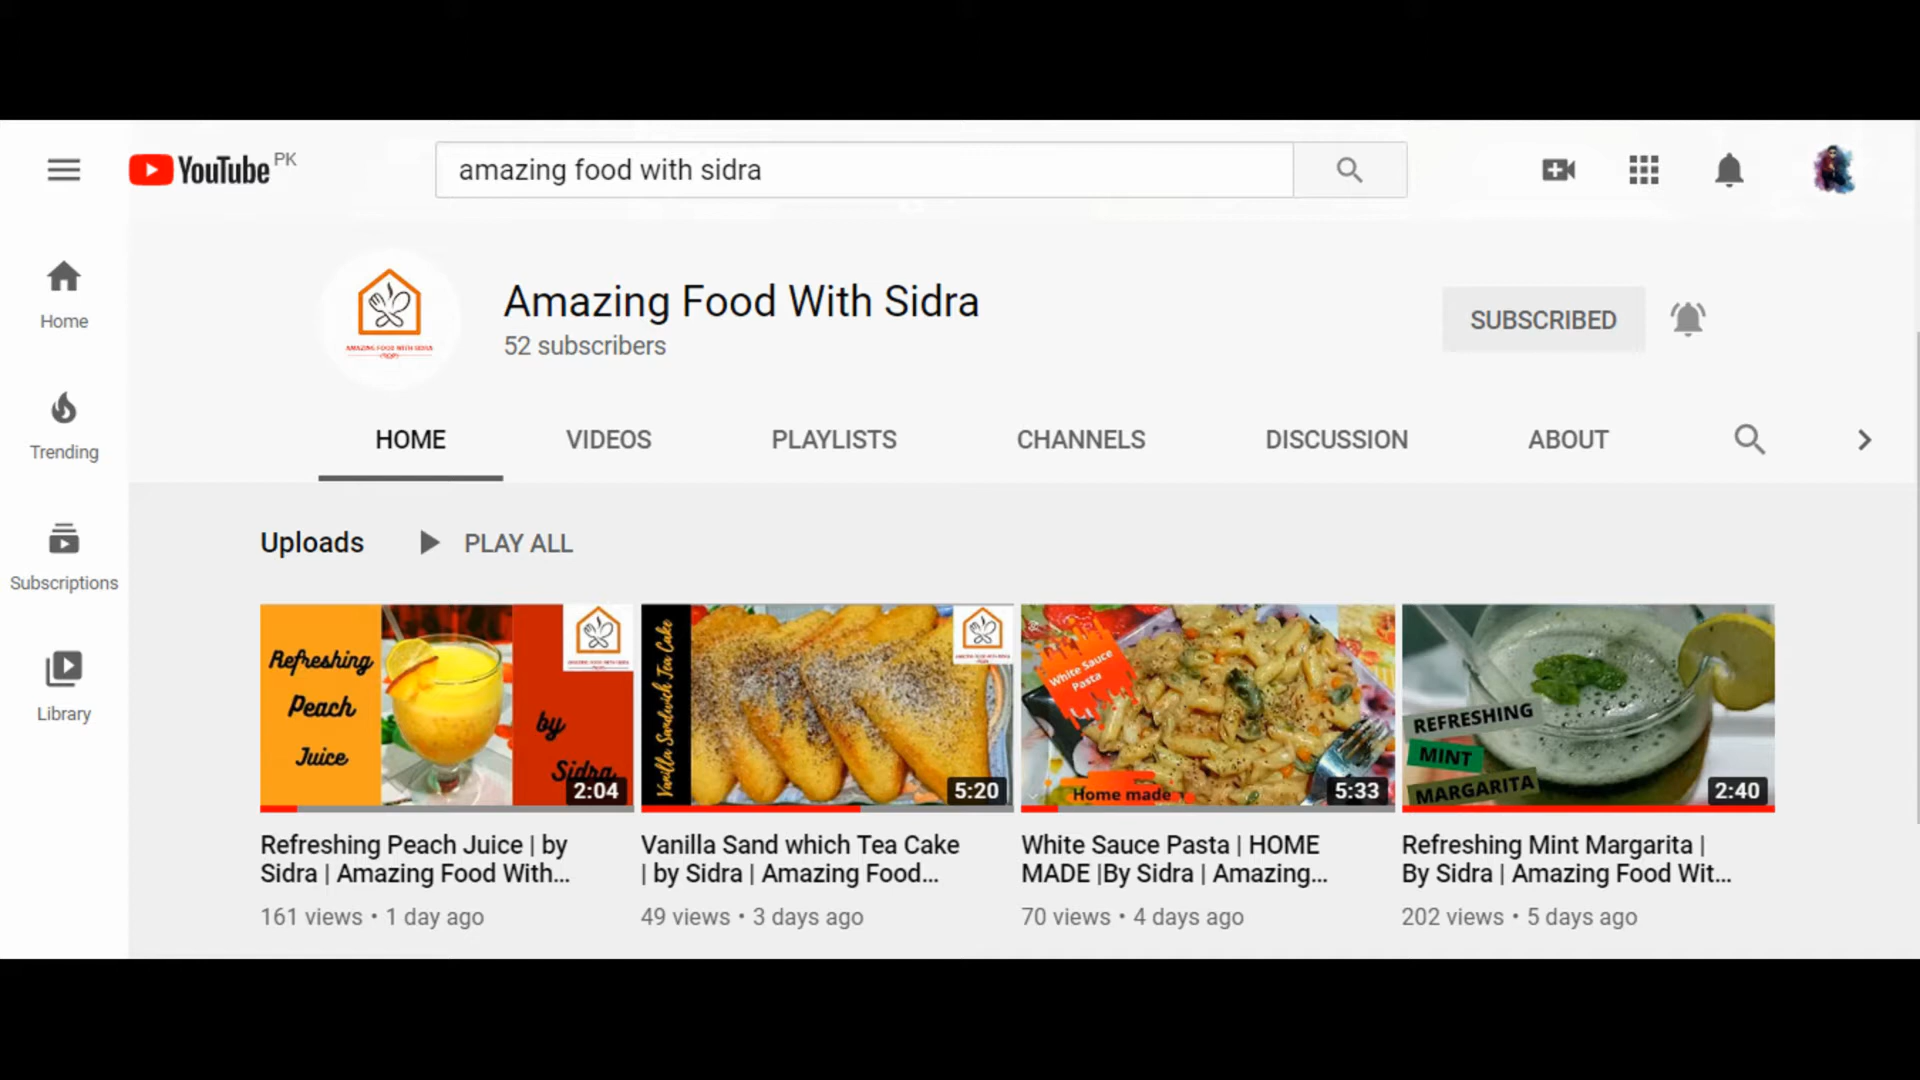 YouTube PK
amazing food with sidra
Home
Trending
Subscriptions
Library
AMAZING FOOD WITH SIDRA
Amazing Food With Sidra
52 subscribers
SUBSCRIBED
HOME
VIDEOS
PLAYLISTS
CHANNELS
DISCUSSION
ABOUT
Uploads
PLAY ALL
Refreshing
Peach
Juice
by
Sidra
2:04
Refreshing Peach Juice | by
Sidra | Amazing Food With...
161 views • 1 day ago
Vanilla Sandwich Tea Cake
5:20
Vanilla Sand which Tea Cake
| by Sidra | Amazing Food...
49 views • 3 days ago
White Sauce
Pasta
Home made
5:33
White Sauce Pasta | HOME
MADE |By Sidra | Amazing...
70 views • 4 days ago
REFRESHING
MINT
MARGARITA
2:40
Refreshing Mint Margarita |
By Sidra | Amazing Food Wit...
202 views • 5 days ago